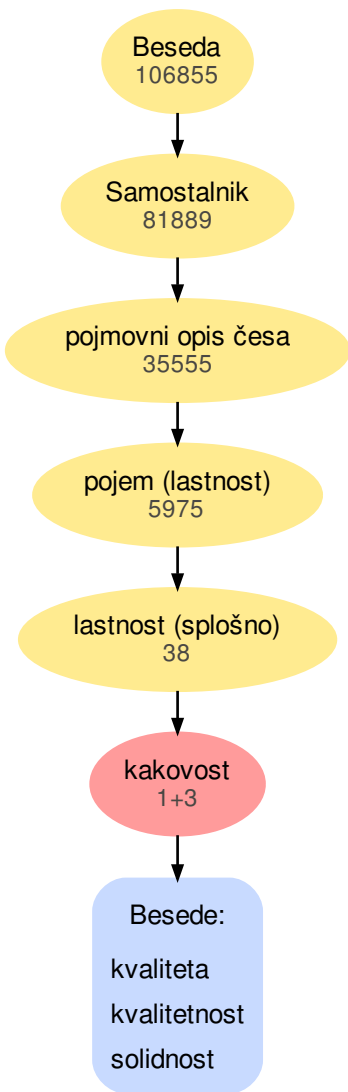 Beseda
106855
Samostalnik
81889
pojmovni opis česa
35555
pojem (lastnost)
5975
lastnost (splošno)
38
kakovost
1+3
Besede:
kvaliteta
kvalitetnost
solidnost